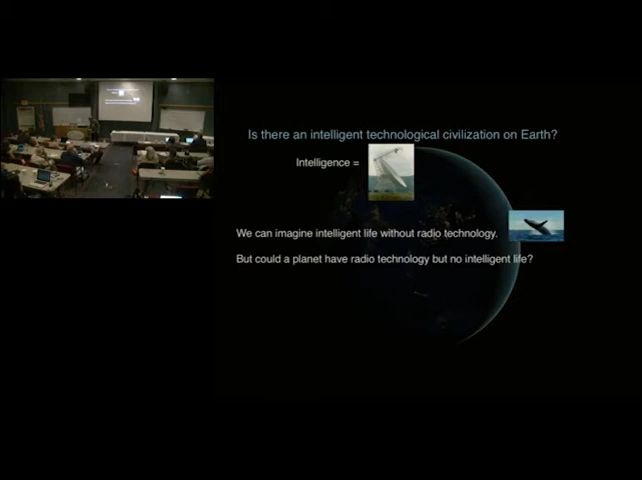 Is there an intelligent technological civilization on Earth?
Intelligence =
We can imagine intelligent life without radio technology.
But could a planet have radio technology but no intelligent life?